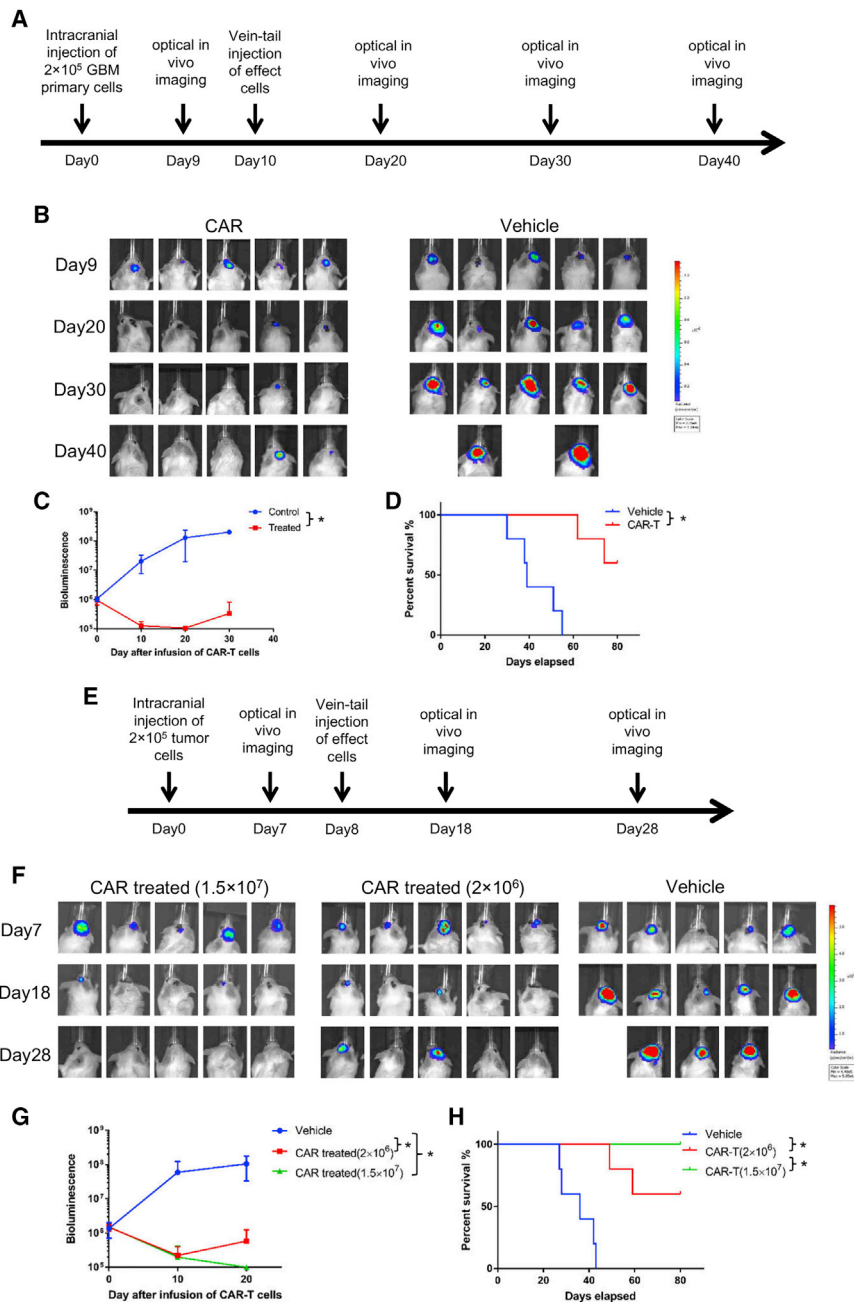 A
Intracranial
injection of
2×10⁵ GBM
primary cells
optical in
vivo
imaging
Vein-tail
injection
of effect
cells
optical in
vivo
imaging
optical in
vivo
imaging
optical in
vivo
imaging
Day0 Day9 Day10 Day20 Day30 Day40
B
CAR Vehicle
Day9
Day20
Day30
Day40
C
10⁹
10⁸
10⁷
10⁶
10⁵
Bioluminescence
0 10 20 30 40
Day after infusion of CAR-T cells
Control
Treated
*
D
100
50
0
Percent survival %
0 20 40 60 80
Days elapsed
Vehicle
CAR-T
*
E
Intracranial
injection of
2×10⁵ tumor
cells
optical in
vivo
imaging
Vein-tail
injection
of effect
cells
optical in
vivo
imaging
optical in
vivo
imaging
Day0 Day7 Day8 Day18 Day28
F
CAR treated (1.5×10⁷) CAR treated (2×10⁶) Vehicle
Day7
Day18
Day28
G
10⁹
10⁸
10⁷
10⁶
10⁵
Bioluminescence
0 10 20
Day after infusion of CAR-T cells
Vehicle
CAR treated(2×10⁶)
CAR treated(1.5×10⁷)
*
*
H
100
50
0
Percent survival %
0 20 40 60 80
Days elapsed
Vehicle
CAR-T(2×10⁶)
CAR-T(1.5×10⁷)
*
*